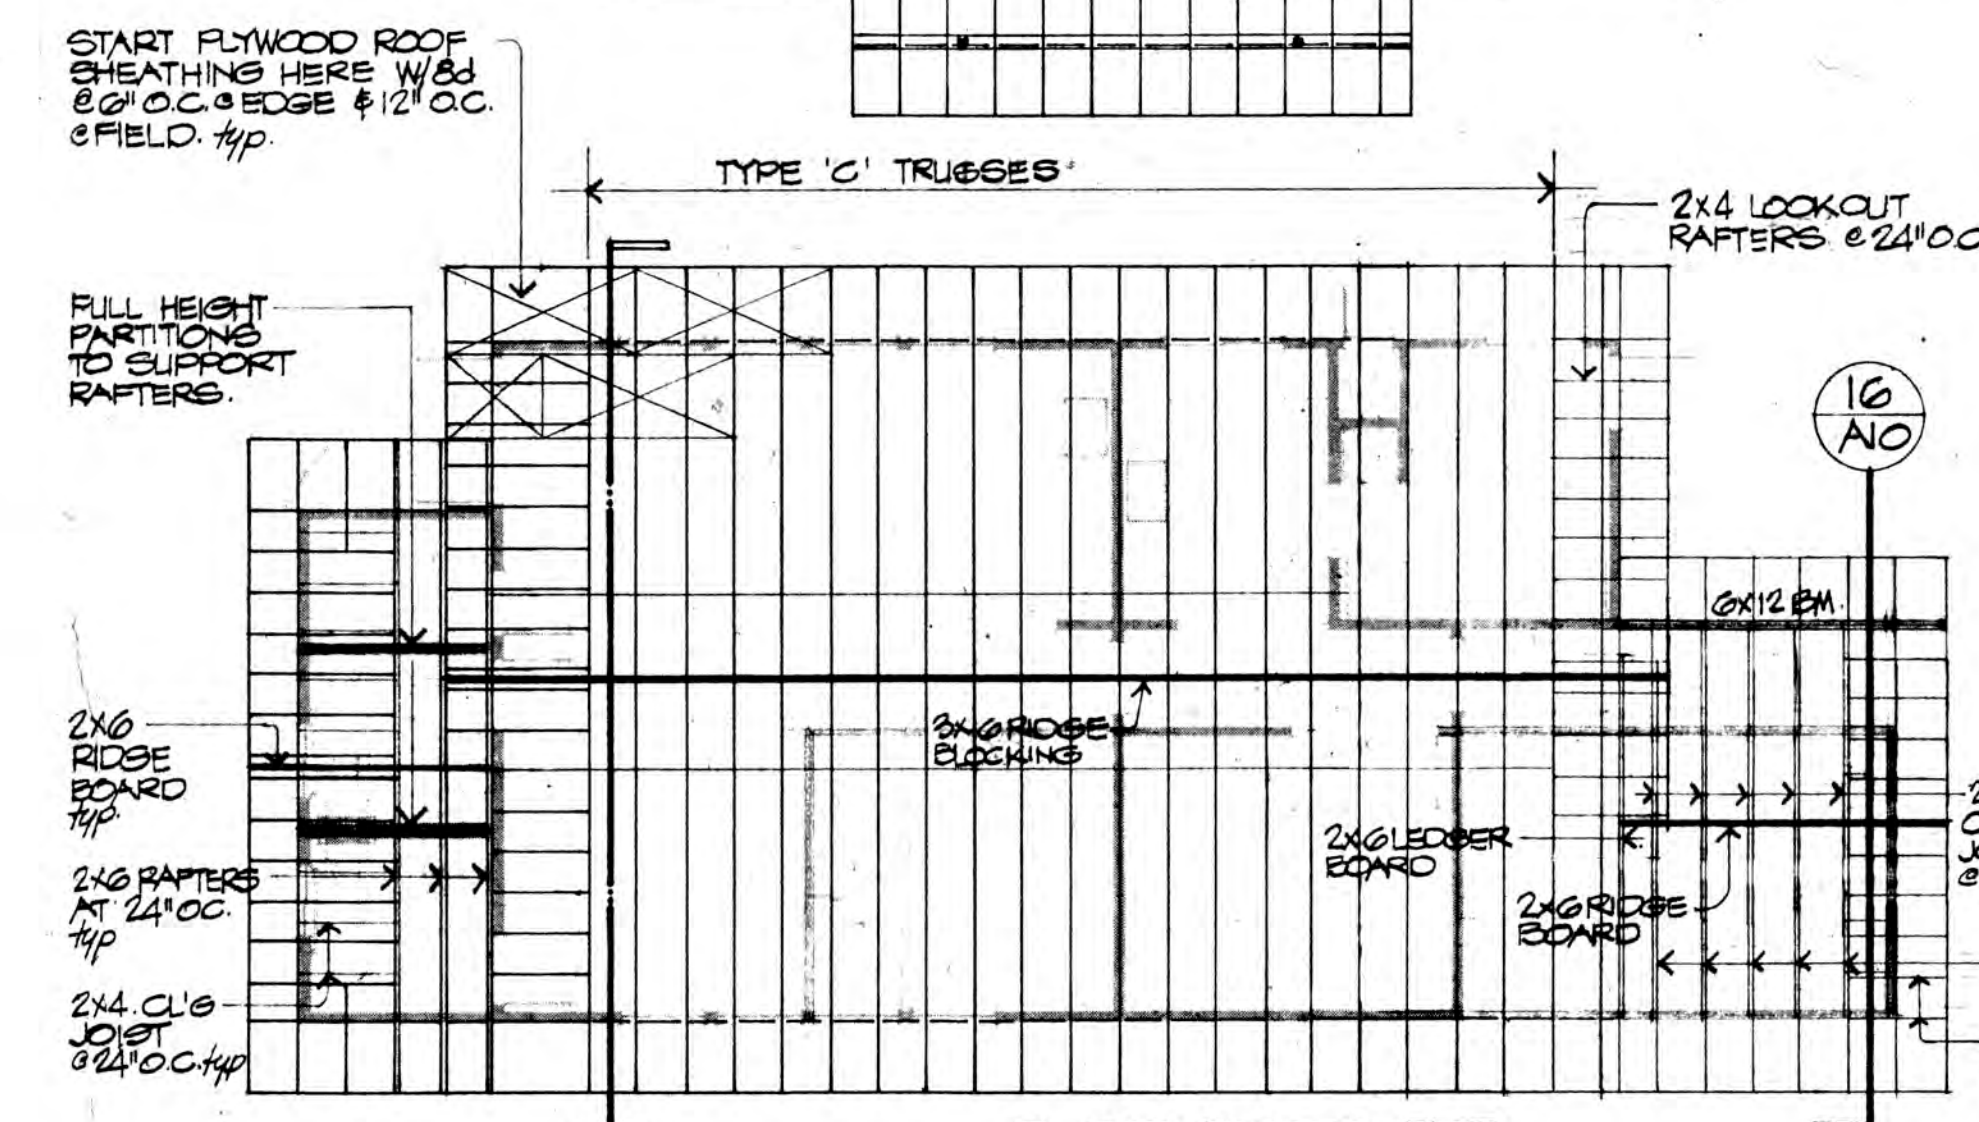 START PLYWOOD ROOF
SHEATHING HERE W/8d
@ 6" O.C. @ EDGE & 12" O.C.
@ FIELD. typ.
TYPE 'C' TRUSSES
2X4 LOOKOUT
RAFTERS @ 24" O.C
FULL HEIGHT
PARTITIONS
TO SUPPORT
RAFTERS.
16
A10
6X12 BM.
2X6
RIDGE
BOARD
typ.
3X6 RIDGE
BLOCKING
2X6 LEDGER
BOARD
2X6 RAFTERS
AT 24" OC.
typ
2X6 RIDGE
BOARD
2X4 CL'G
JOIST
@ 24" O.C. typ